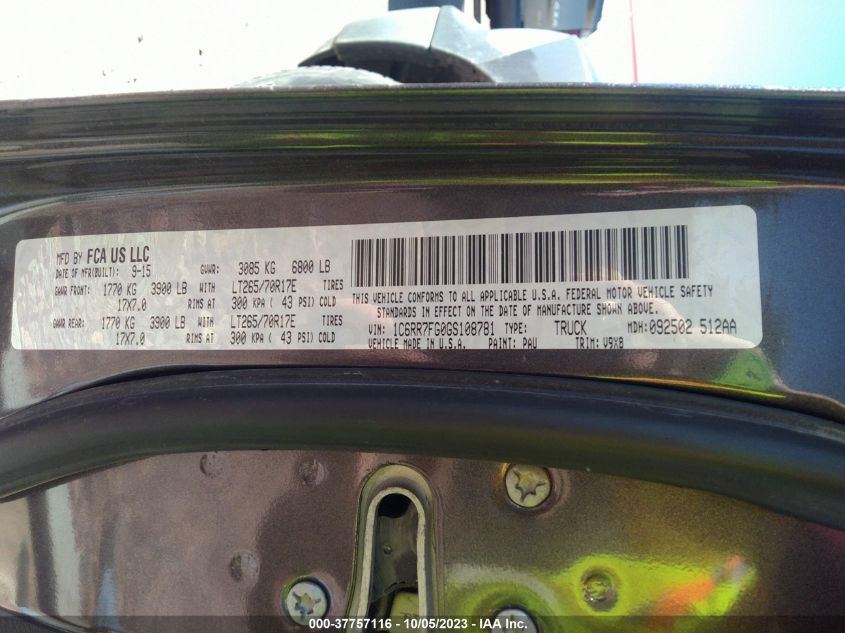 MFD BY FCA US LLC
DATE OF MFR(BUILT): 9-15 GVWR: 3085 KG 6800 LB
GAWR FRONT: 1770 KG 3900 LB WITH LT265/70R17E TIRES
17X7.0 RIMS AT 300 KPA ( 43 PSI) COLD
GAWR REAR: 1770 KG 3900 LB WITH LT265/70R17E TIRES
17X7.0 RIMS AT 300 KPA ( 43 PSI) COLD
THIS VEHICLE CONFORMS TO ALL APPLICABLE U.S.A. FEDERAL MOTOR VEHICLE SAFETY
STANDARDS IN EFFECT ON THE DATE OF MANUFACTURE SHOWN ABOVE.
VIN: 1C6RR7FG0GS108781 TYPE: TRUCK MDH:092502 512AA
VEHICLE MADE IN U.S.A. PAINT: PAU TRIM: V9X8
000-37757116 - 10/05/2023 - IAA Inc.